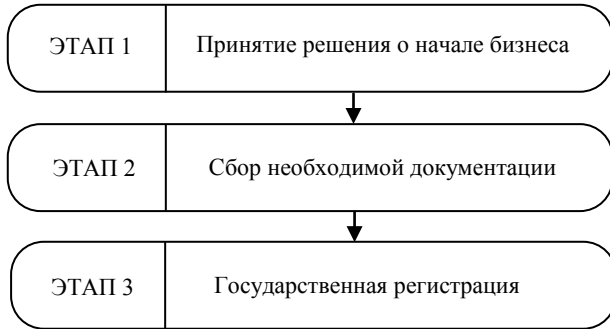 ЭТАП 1 Принятие решения о начале бизнеса
ЭТАП 2 Сбор необходимой документации
ЭТАП 3 Государственная регистрация